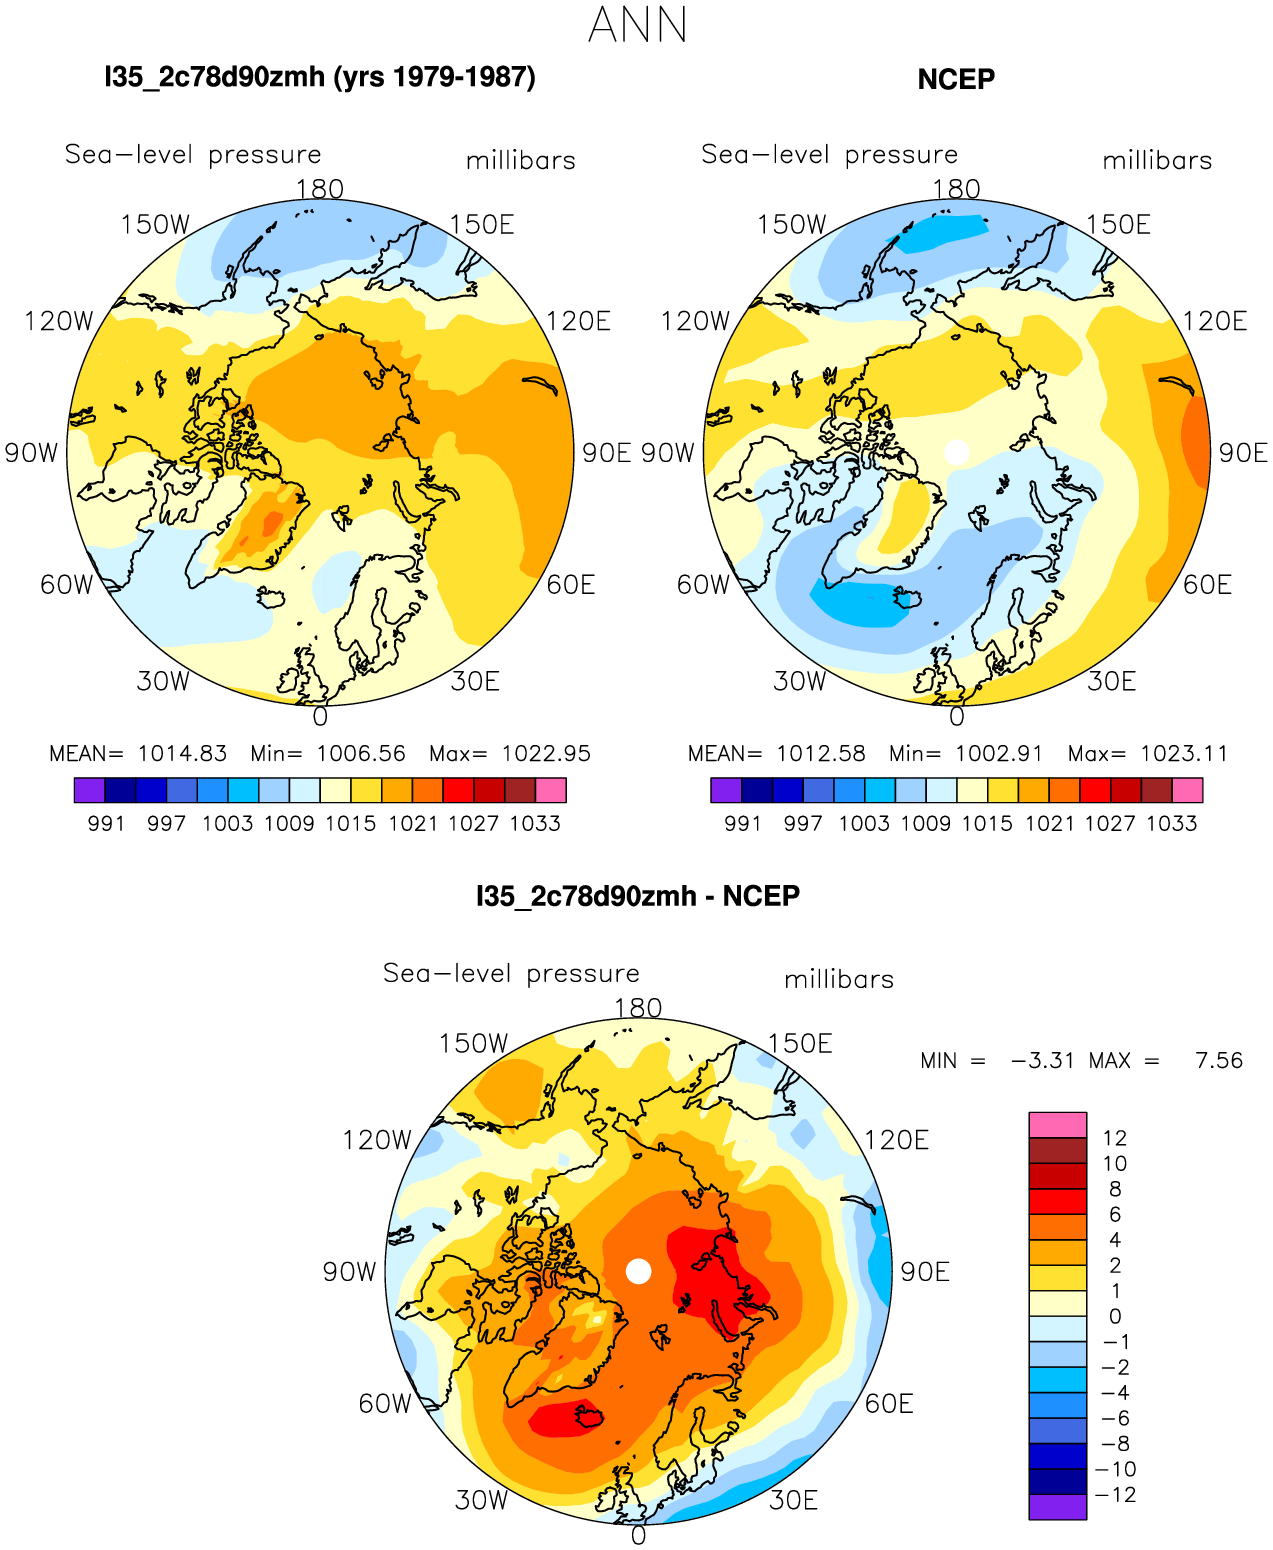 ANN
I35_2c78d90zmh (yrs 1979-1987)
NCEP
Sea-level pressure
millibars
Sea-level pressure
millibars
180
150W
150E
120W
120E
90W
90E
60W
60E
30W
30E
0
180
150W
150E
120W
120E
90W
90E
60W
60E
30W
30E
0
MEAN= 1014.83 Min= 1006.56 Max= 1022.95
MEAN= 1012.58 Min= 1002.91 Max= 1023.11
991 997 1003 1009 1015 1021 1027 1033
991 997 1003 1009 1015 1021 1027 1033
I35_2c78d90zmh - NCEP
Sea-level pressure
millibars
180
150W
150E
120W
120E
90W
90E
60W
60E
30W
30E
0
MIN = -3.31 MAX = 7.56
12
10
8
6
4
2
1
0
-1
-2
-4
-6
-8
-10
-12